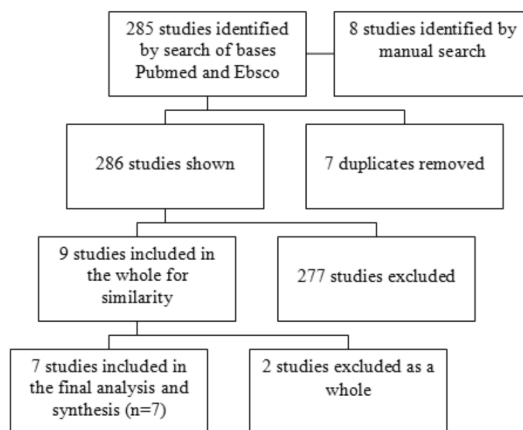 285 studies identified
by search of bases
Pubmed and Ebsco
8 studies identified by
manual search
286 studies shown
7 duplicates removed
9 studies included in
the whole for
similarity
277 studies excluded
7 studies included in
the final analysis and
synthesis (n=7)
2 studies excluded as a
whole